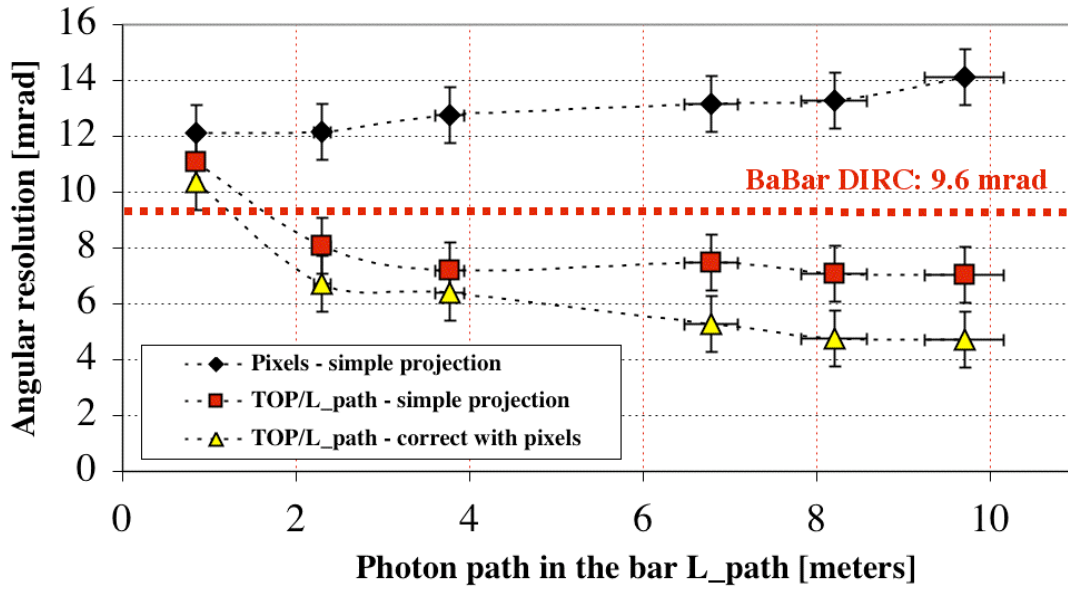 16
14
12
10
8
6
4
2
0
Angular resolution [mrad]
BaBar DIRC: 9.6 mrad
Pixels - simple projection
TOP/L_path - simple projection
TOP/L_path - correct with pixels
0 2 4 6 8 10
Photon path in the bar L_path [meters]